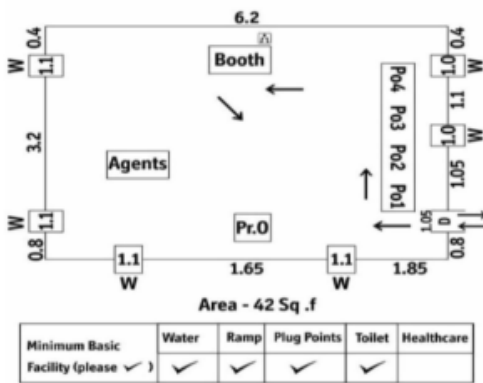 6.2
0.4
0.4
W
1.1
Booth
1.0
W
Po4 Po3 Po2 Po1
1.1
3.2
1.0
W
Agents
1.05
W
1.1
Pr.O
1.05
D
0.8
0.8
1.1
1.65
1.1
1.85
W
W
Area - 42 Sq .f
Minimum Basic
Facility (please ✓ )
Water
Ramp
Plug Points
Toilet
Healthcare
✓ ✓ ✓ ✓